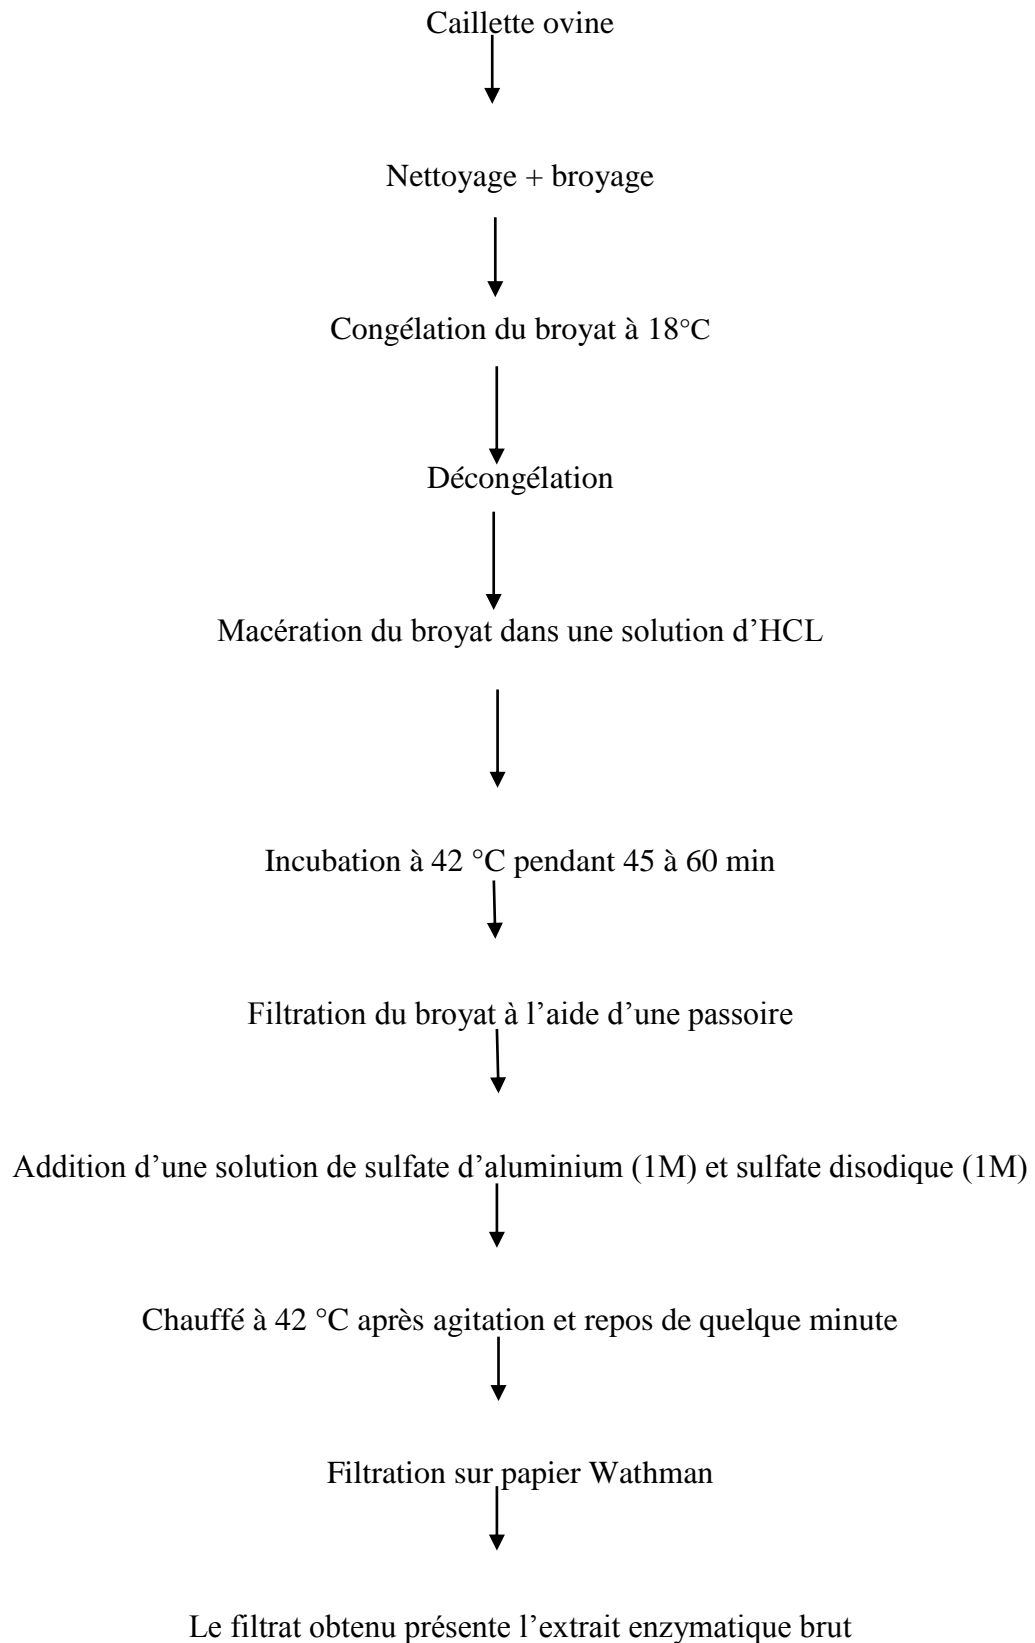 Caillette ovine
Nettoyage + broyage
Congélation du broyat à 18°C
Décongélation
Macération du broyat dans une solution d’HCL
Incubation à 42 °C pendant 45 à 60 min
Filtration du broyat à l’aide d’une passoire
Addition d’une solution de sulfate d’aluminium (1M) et sulfate disodique (1M)
Chauffé à 42 °C après agitation et repos de quelque minute
Filtration sur papier Wathman
Le filtrat obtenu présente l’extrait enzymatique brut